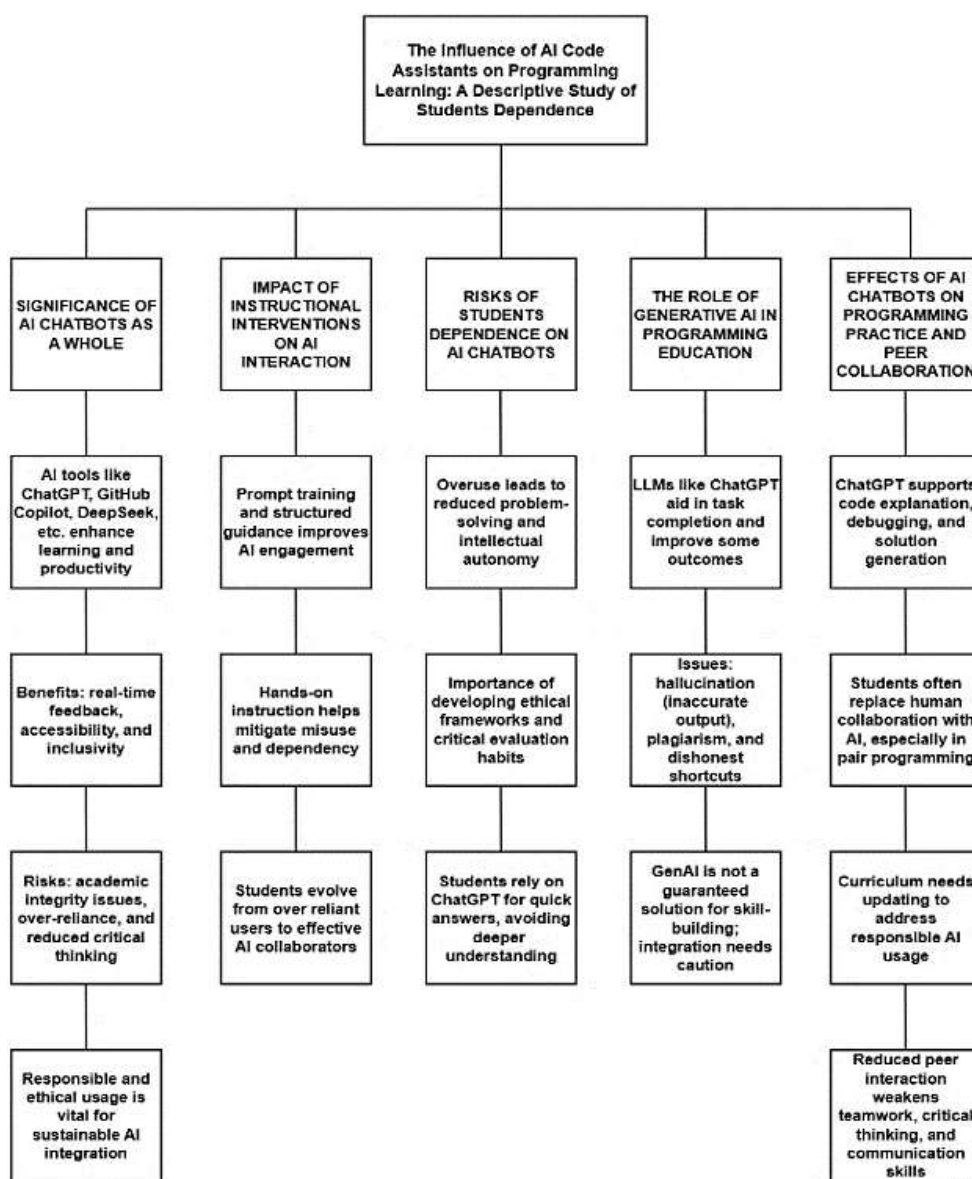 The Influence of AI Code
Assistants on Programming
Learning: A Descriptive Study of
Students Dependence
SIGNIFICANCE OF
AI CHATBOTS AS
A WHOLE
IMPACT OF
INSTRUCTIONAL
INTERVENTIONS
ON AI
INTERACTION
RISKS OF
STUDENTS
DEPENDENCE ON
AI CHATBOTS
THE ROLE OF
GENERATIVE AI IN
PROGRAMMING
EDUCATION
EFFECTS OF AI
CHATBOTS ON
PROGRAMMING
PRACTICE AND
PEER
COLLABORATION
AI tools like
ChatGPT, GitHub
Copilot, DeepSeek,
etc. enhance
learning and
productivity
Prompt training
and structured
guidance improves
AI engagement
Overuse leads to
reduced problem-
solving and
intellectual
autonomy
LLMs like ChatGPT
aid in task
completion and
improve some
outcomes
ChatGPT supports
code explanation,
debugging, and
solution
generation
Benefits: real-time
feedback,
accessibility, and
inclusivity
Hands-on
instruction helps
mitigate misuse
and dependency
Importance of
developing ethical
frameworks and
critical evaluation
habits
Issues:
hallucination
(inaccurate
output),
plagiarism, and
dishonest
shortcuts
Students often
replace human
collaboration with
AI, especially in
pair programming
Risks: academic
integrity issues,
over-reliance, and
reduced critical
thinking
Students evolve
from over reliant
users to effective
AI collaborators
Students rely on
ChatGPT for quick
answers, avoiding
deeper
understanding
GenAI is not a
guaranteed
solution for skill-
building;
integration needs
caution
Curriculum needs
updating to
address
responsible AI
usage
Responsible and
ethical usage is
vital for
sustainable AI
integration
Reduced peer
interaction
weakens
teamwork, critical
thinking, and
communication
skills